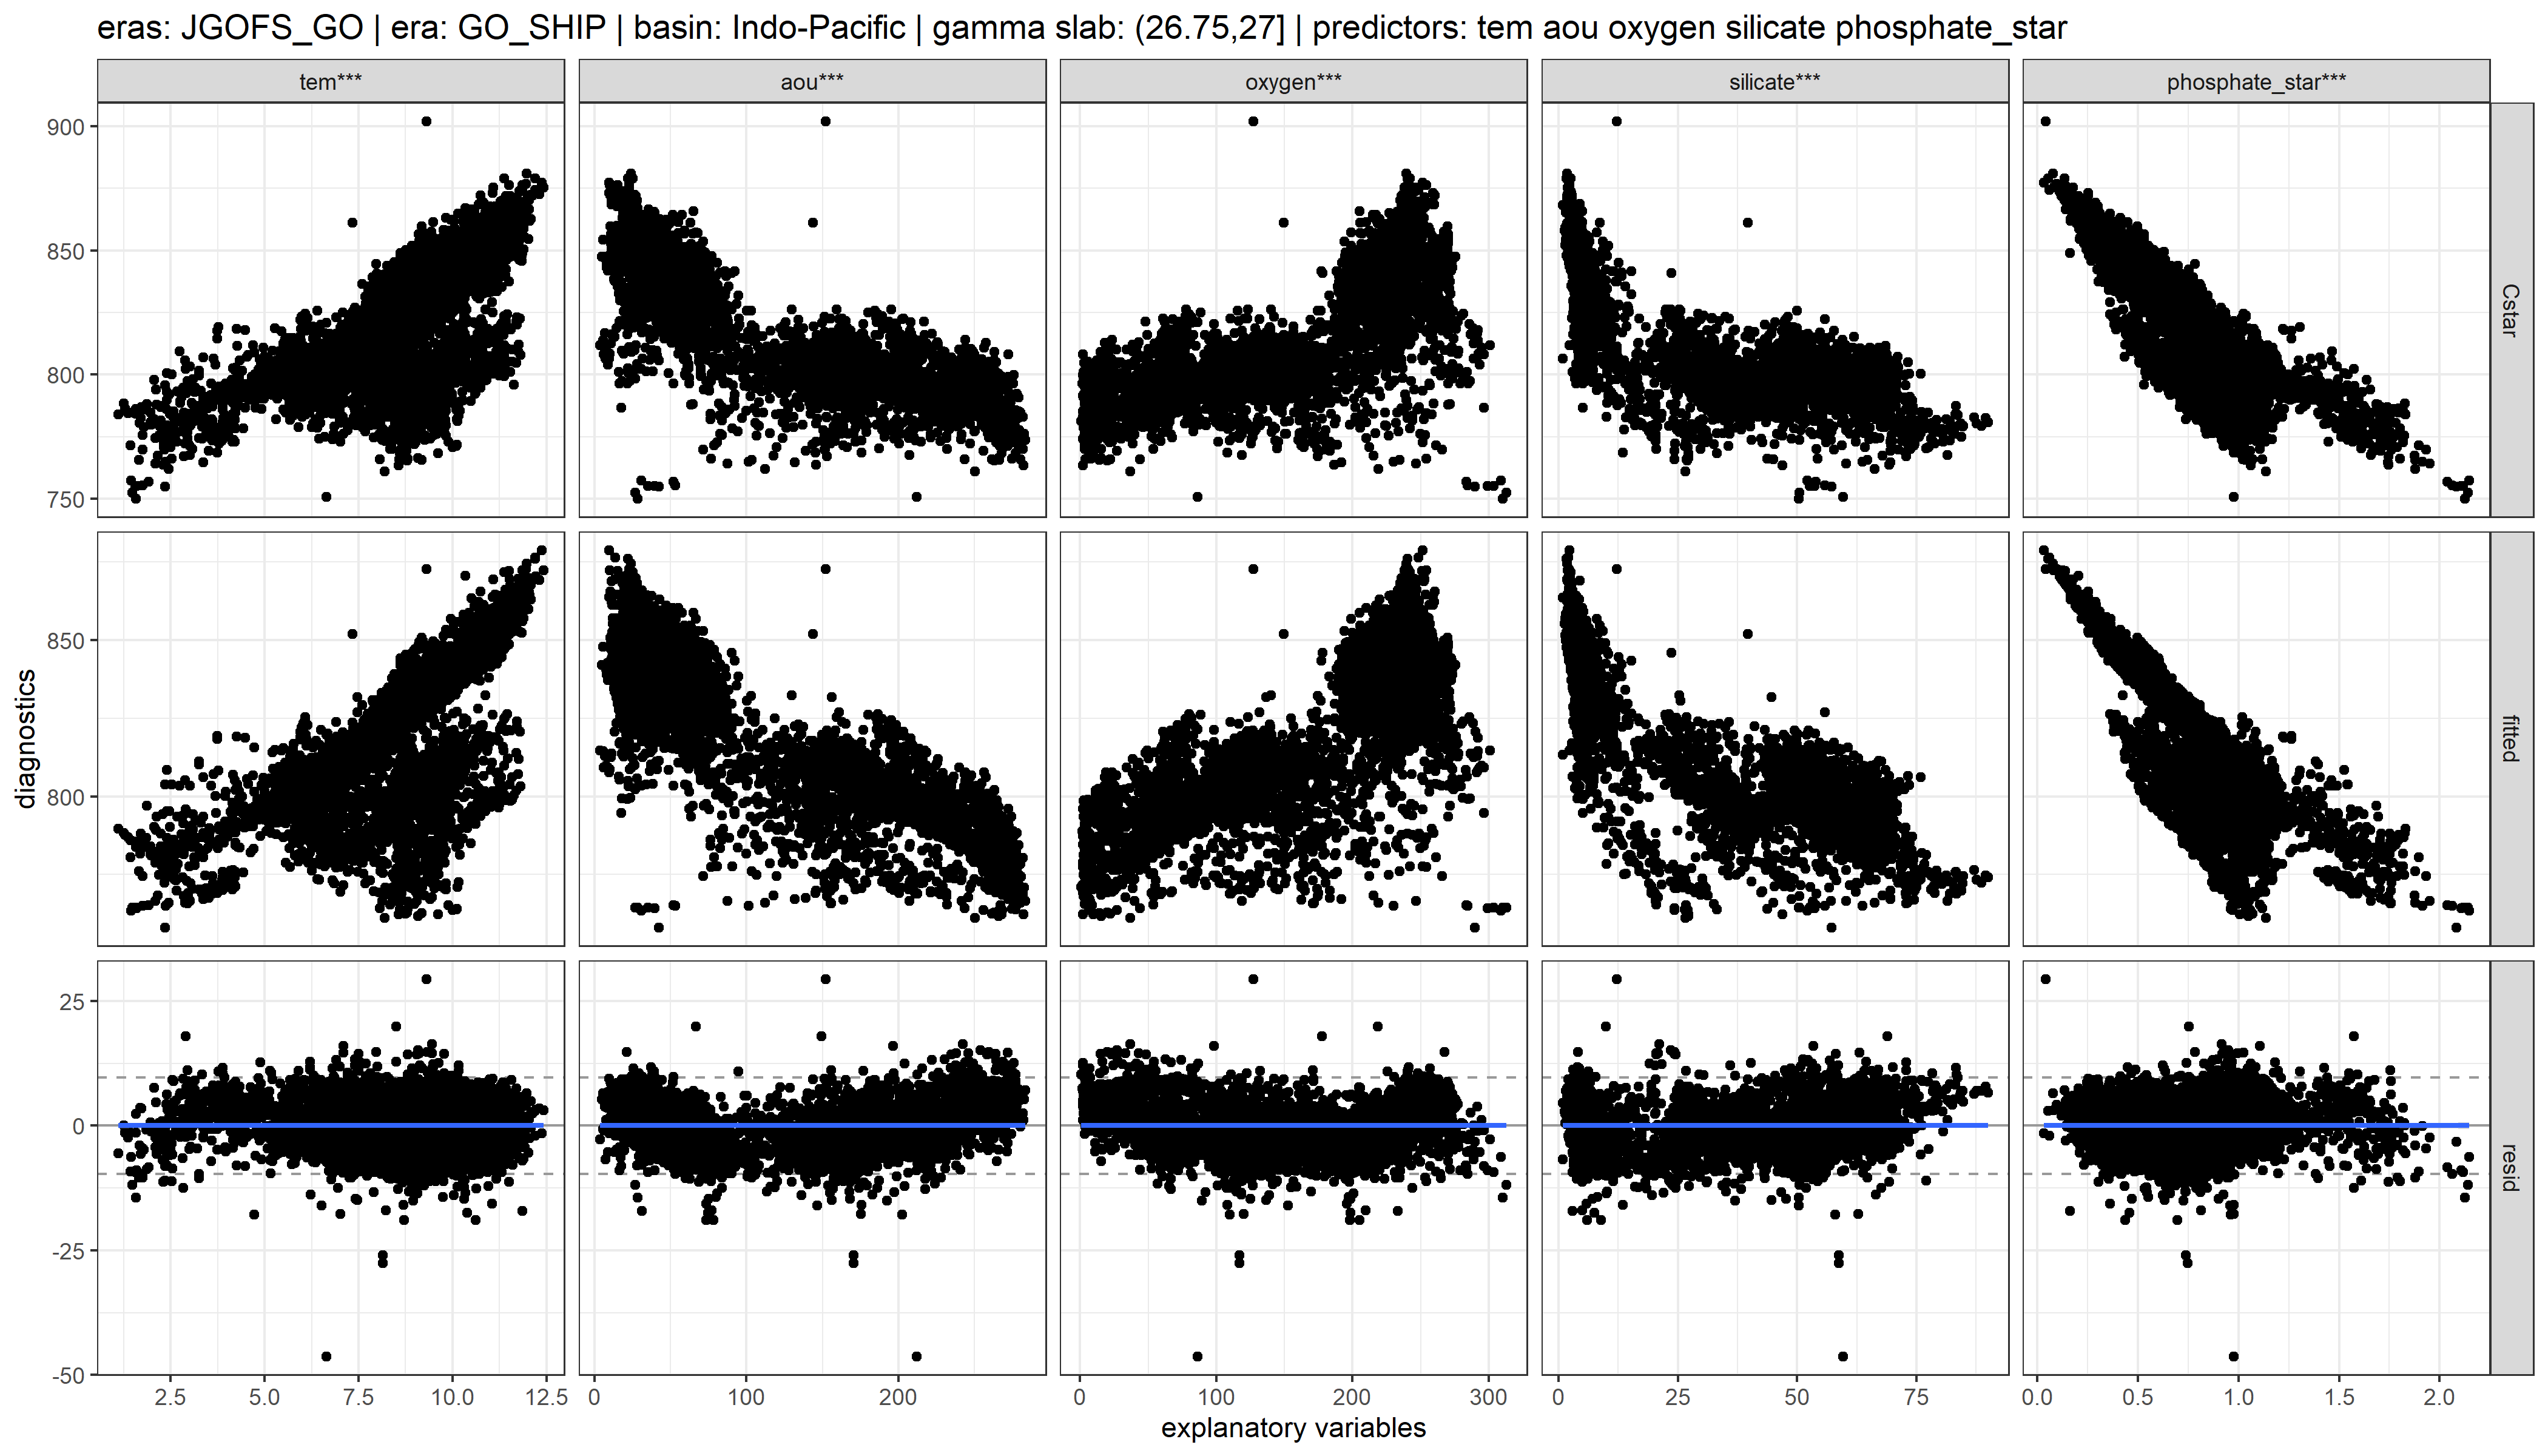 eras: JGOFS_GO | era: GO_SHIP | basin: Indo-Pacific | gamma slab: (26.75,27] | predictors: tem aou oxygen silicate phosphate_star
tem*** aou*** oxygen*** silicate*** phosphate_star***
900
850
800
750
Cstar
850
800
fitted
diagnostics
25
0
-25
-50
resid
2.5 5.0 7.5 10.0 12.5 0 100 200 0 100 200 300 0 25 50 75 0.0 0.5 1.0 1.5 2.0
explanatory variables